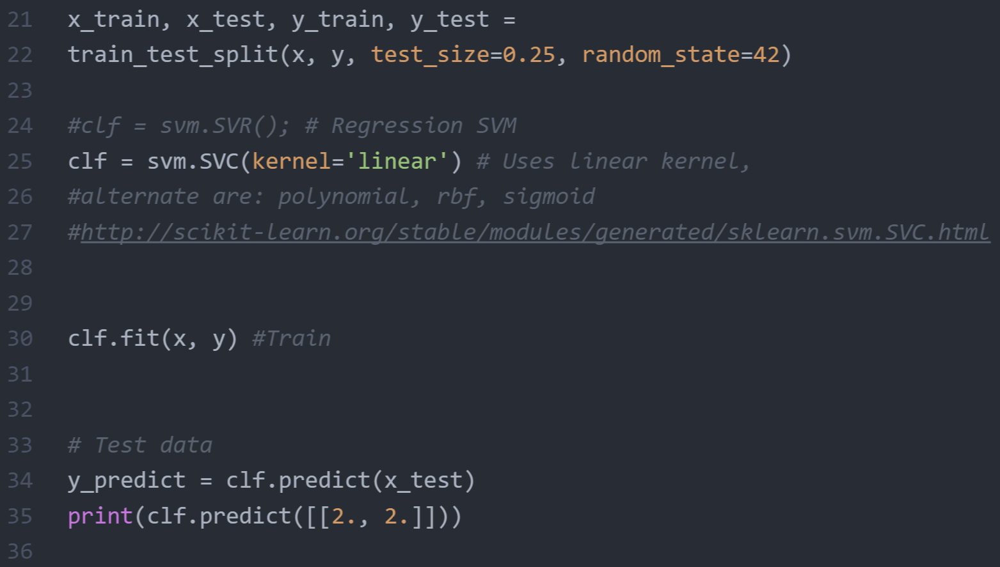 21 x_train, x_test, y_train, y_test =
22 train_test_split(x, y, test_size=0.25, random_state=42)
23
24 #clf = svm.SVR(); # Regression SVM
25 clf = svm.SVC(kernel='linear') # Uses linear kernel,
26 #alternate are: polynomial, rbf, sigmoid
27 #http://scikit-learn.org/stable/modules/generated/sklearn.svm.SVC.html
28
29
30 clf.fit(x, y) #Train
31
32
33 # Test data
34 y_predict = clf.predict(x_test)
35 print(clf.predict([[2., 2.]]))
36